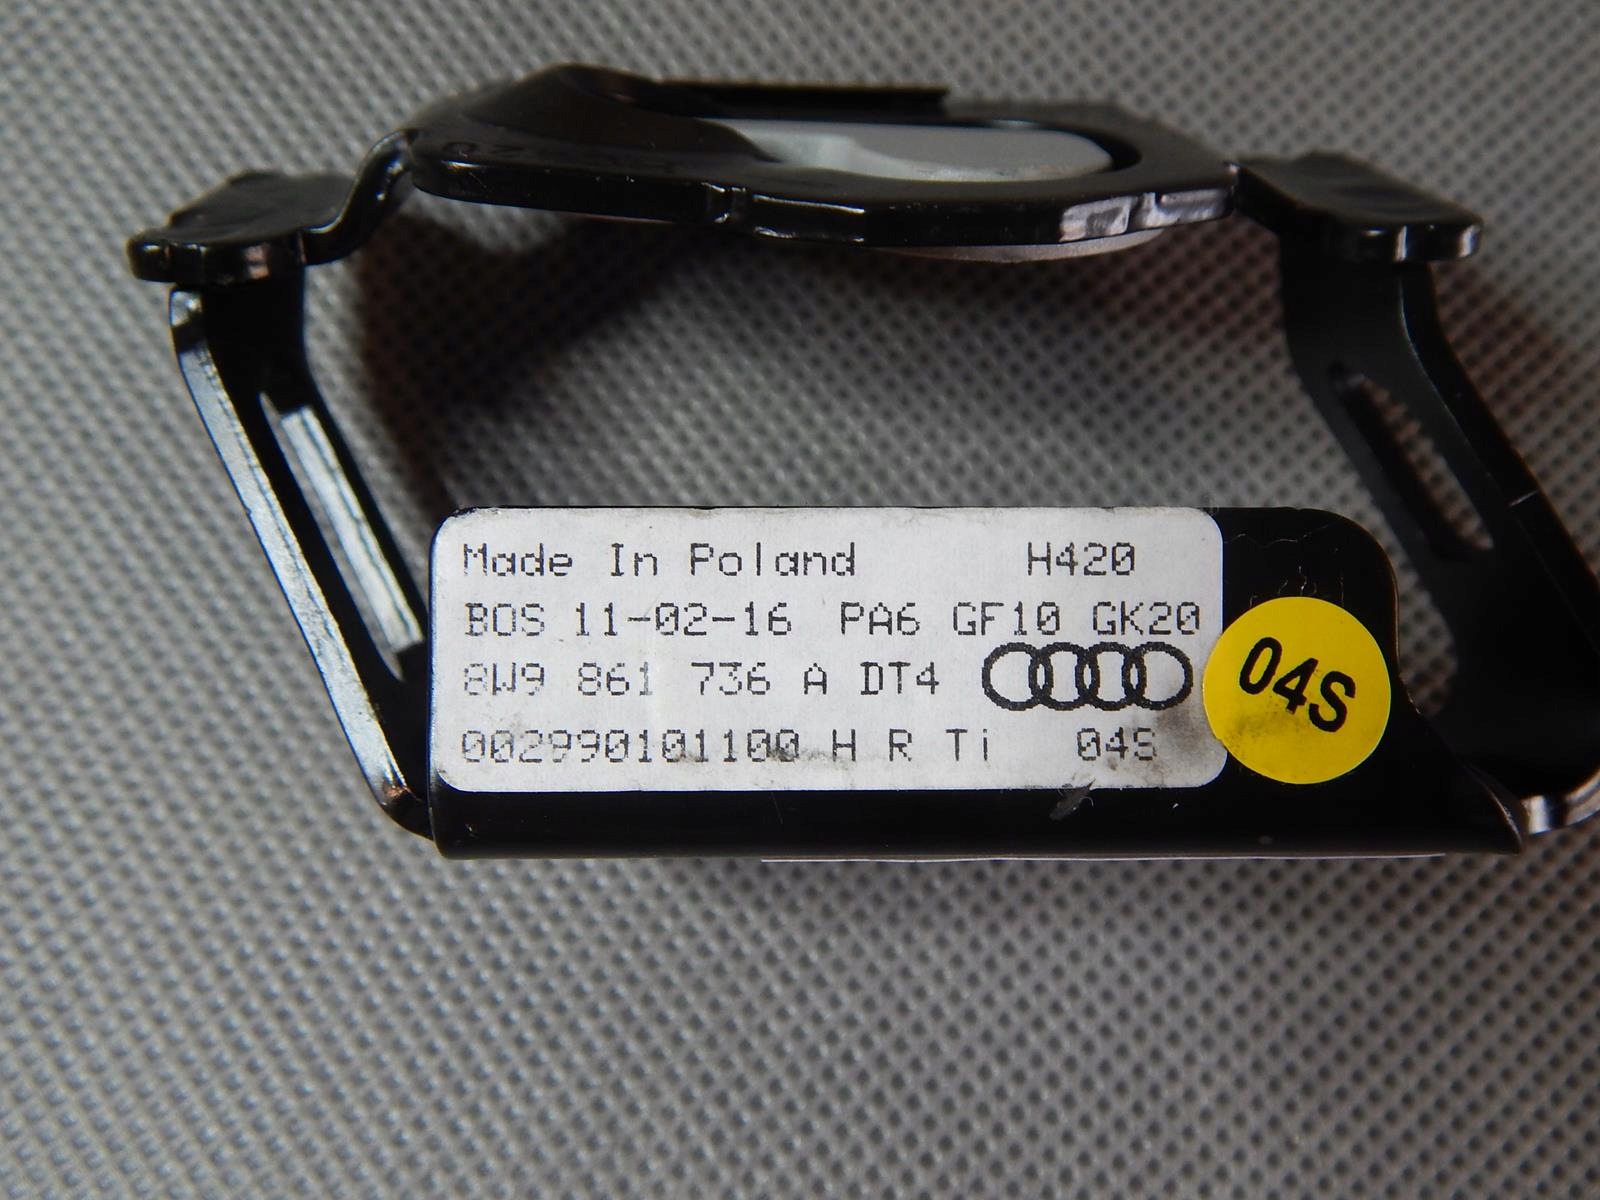 Made In Poland H420
BOS 11-02-16 PA6 GF10 GK20
8W9 861 736 A DT4
002990101100 H R Ti 04S
04S